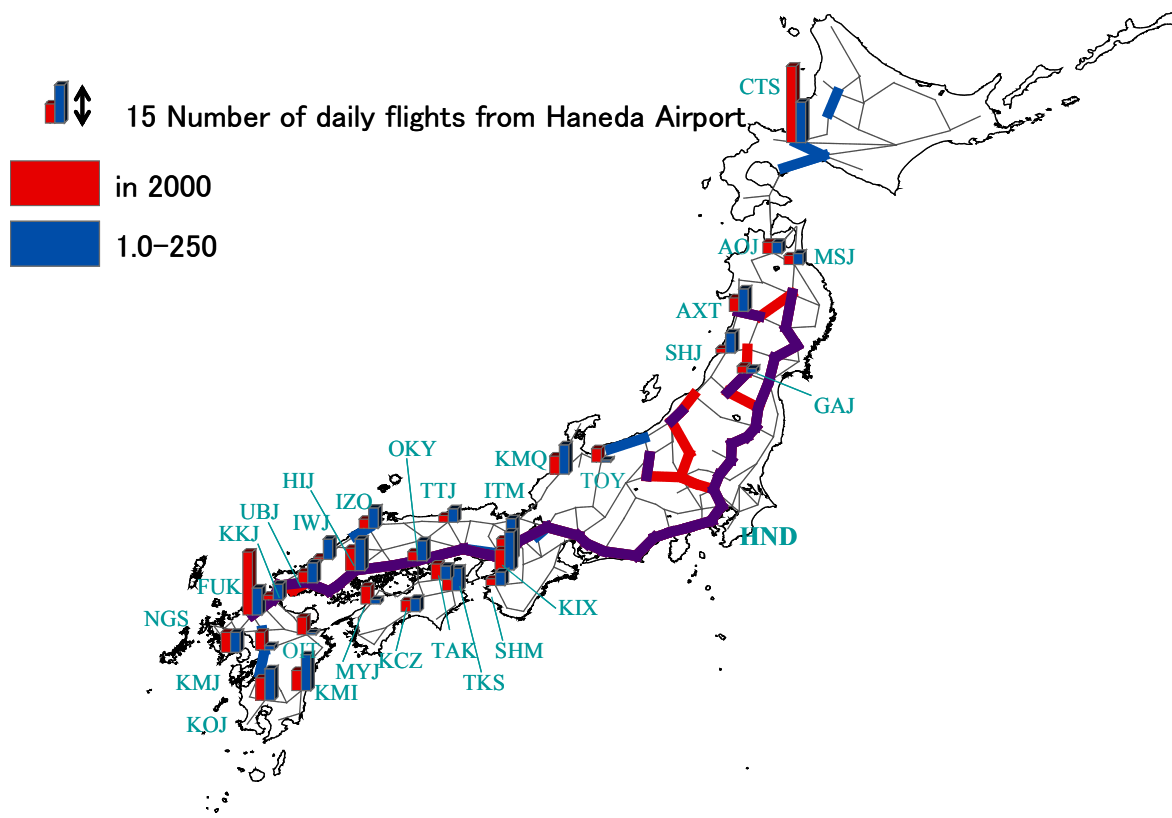 CTS
15 Number of daily flights from Haneda Airport
in 2000
1.0-250
AOJ
MSJ
AXT
SHJ
GAJ
OKY
KMQ
TOY
HIJ
TTJ
ITM
IZO
UBJ
IWJ
KKJ
HND
FUK
KIX
NGS
OIJ
TAK
SHM
MYJ
KCZ
KMJ
TKS
KMI
KOJ